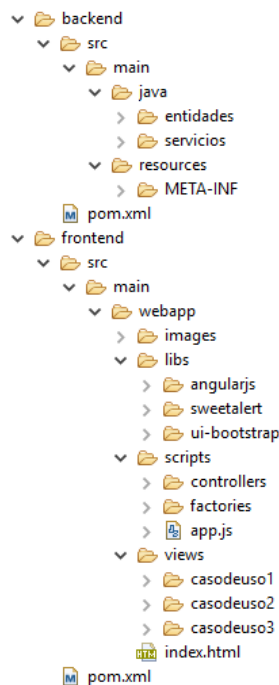 backend
src
main
java
entidades
servicios
resources
META-INF
pom.xml
frontend
src
main
webapp
images
libs
angularjs
sweetalert
ui-bootstrap
scripts
controllers
factories
app.js
views
casodeuso1
casodeuso2
casodeuso3
index.html
pom.xml